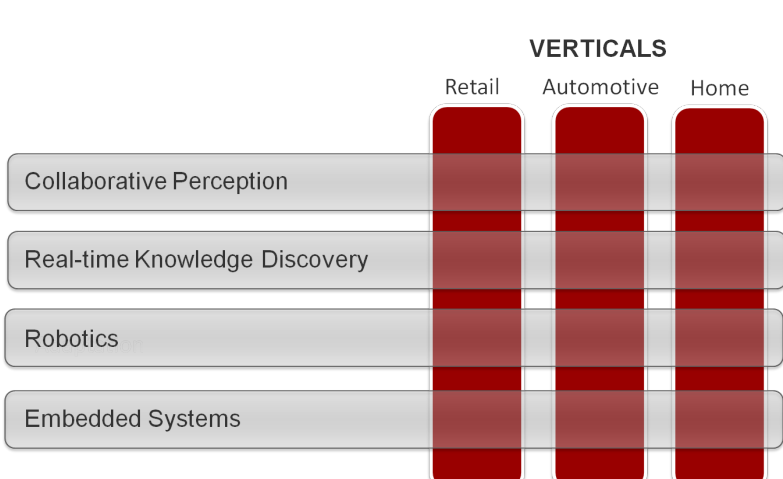 VERTICALS
Retail Automotive Home
Collaborative Perception
Real-time Knowledge Discovery
Robotics
Embedded Systems